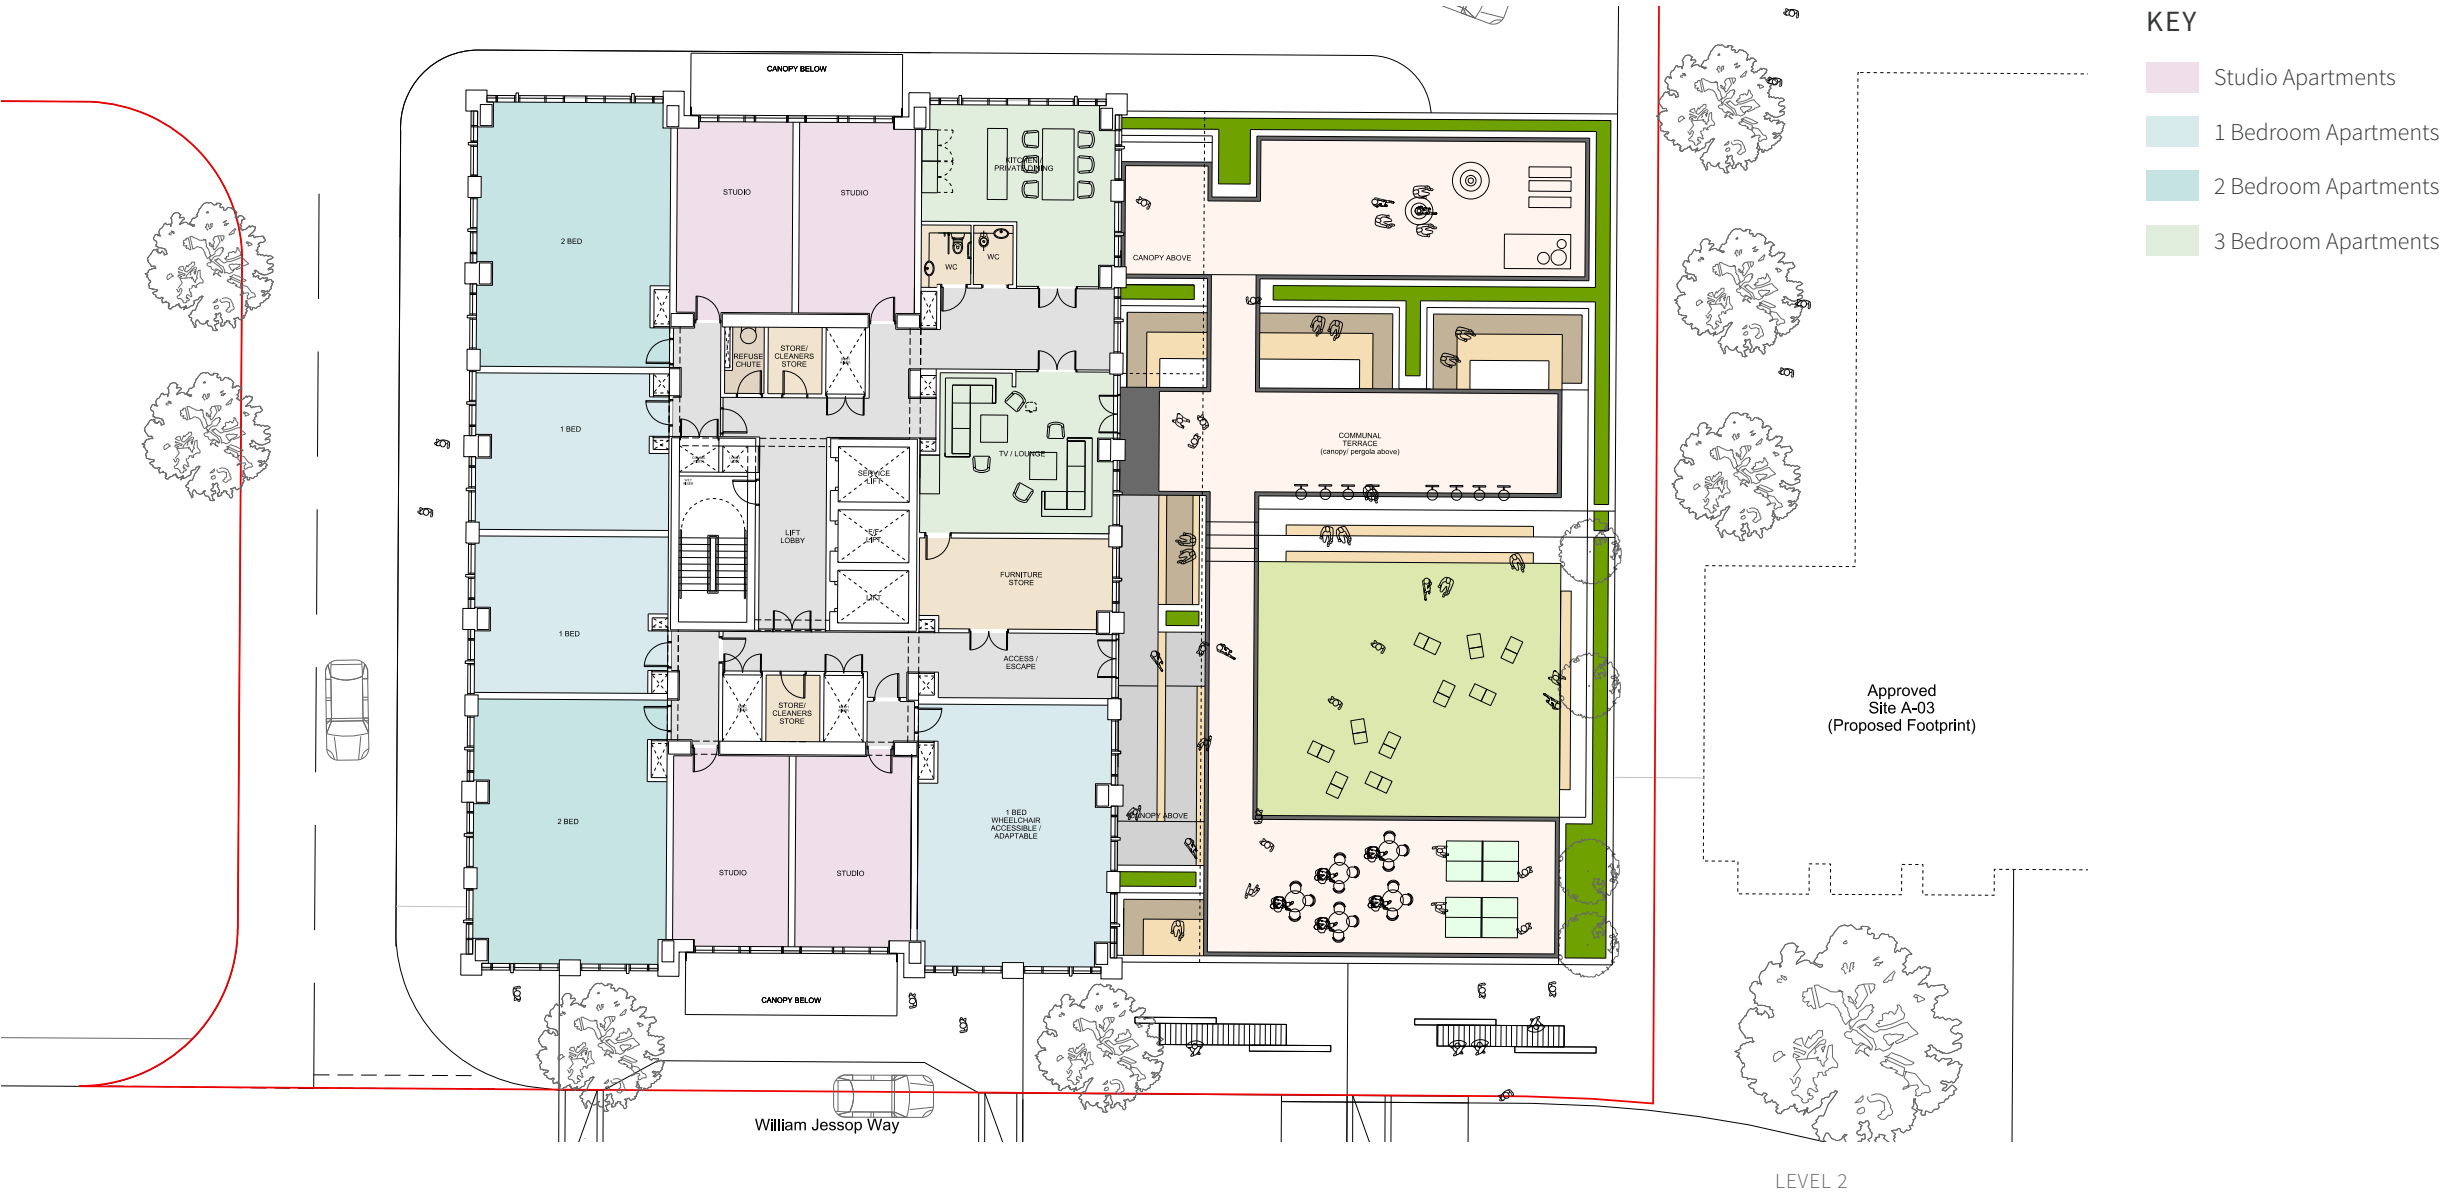 KEY
Studio Apartments
1 Bedroom Apartments
2 Bedroom Apartments
3 Bedroom Apartments
CANOPY BELOW
KITCHEN /
PRIVATE DINING
STUDIO
STUDIO
2 BED
WC
WC
CANOPY ABOVE
REFUSE
CHUTE
STORE/
CLEANERS
STORE
1 BED
COMMUNAL
TERRACE
(canopy/ pergola above)
TV / LOUNGE
SERVICE
LIFT
LIFT
LOBBY
F/F
LIFT
FURNITURE
STORE
LIFT
1 BED
ACCESS /
ESCAPE
STORE/
CLEANERS
STORE
Approved
Site A-03
(Proposed Footprint)
2 BED
1 BED
WHEELCHAIR
ACCESSIBLE /
ADAPTABLE
CANOPY ABOVE
STUDIO
STUDIO
CANOPY BELOW
William Jessop Way
LEVEL 2